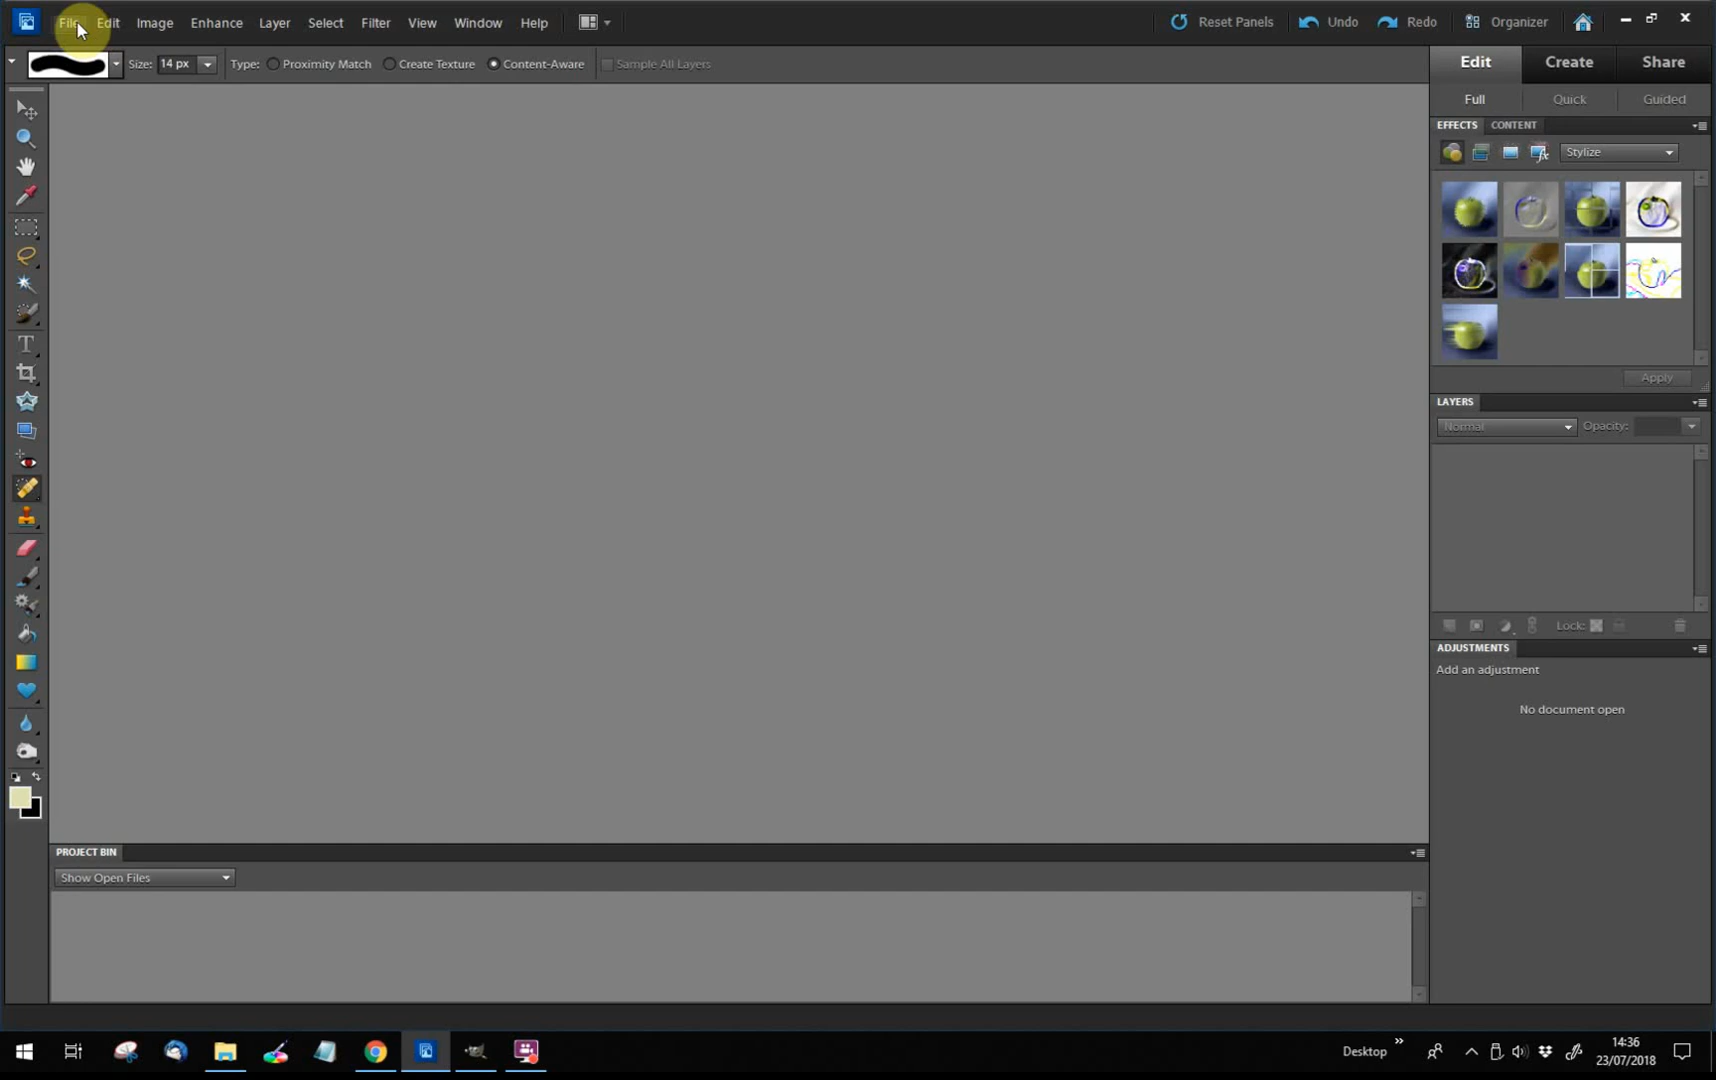 File Edit Image Enhance Layer Select Filter View Window Help Reset Panels Undo Redo Organizer
Size: 14 px Type: Proximity Match Create Texture Content-Aware Sample All Layers
Edit Create Share
Full Quick Guided
EFFECTS CONTENT
Stylize
Apply
LAYERS
Normal Opacity:
Lock:
ADJUSTMENTS
Add an adjustment
No document open
PROJECT BIN
Show Open Files
Desktop
14:36
23/07/2018